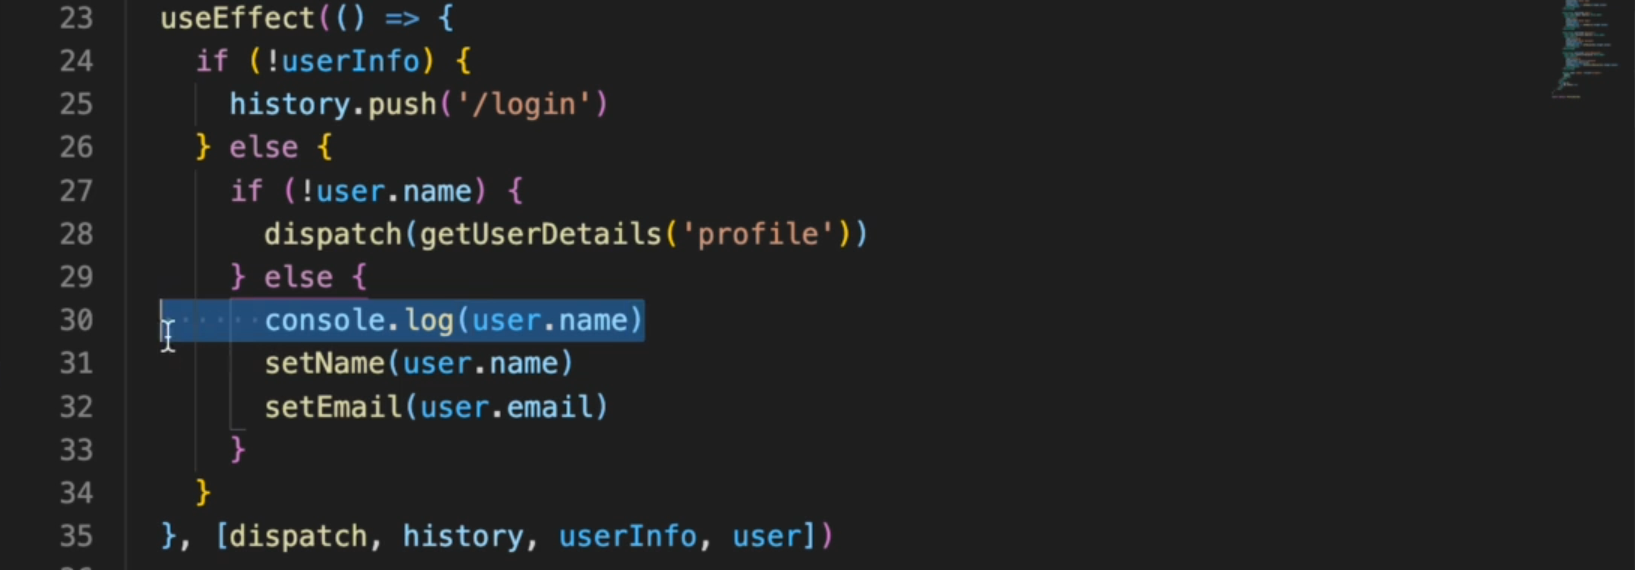 23 useEffect(() => {
24 if (!userInfo) {
25 history.push('/login')
26 } else {
27 if (!user.name) {
28 dispatch(getUserDetails('profile'))
29 } else {
30 console.log(user.name)
31 setName(user.name)
32 setEmail(user.email)
33 }
34 }
35 }, [dispatch, history, userInfo, user])